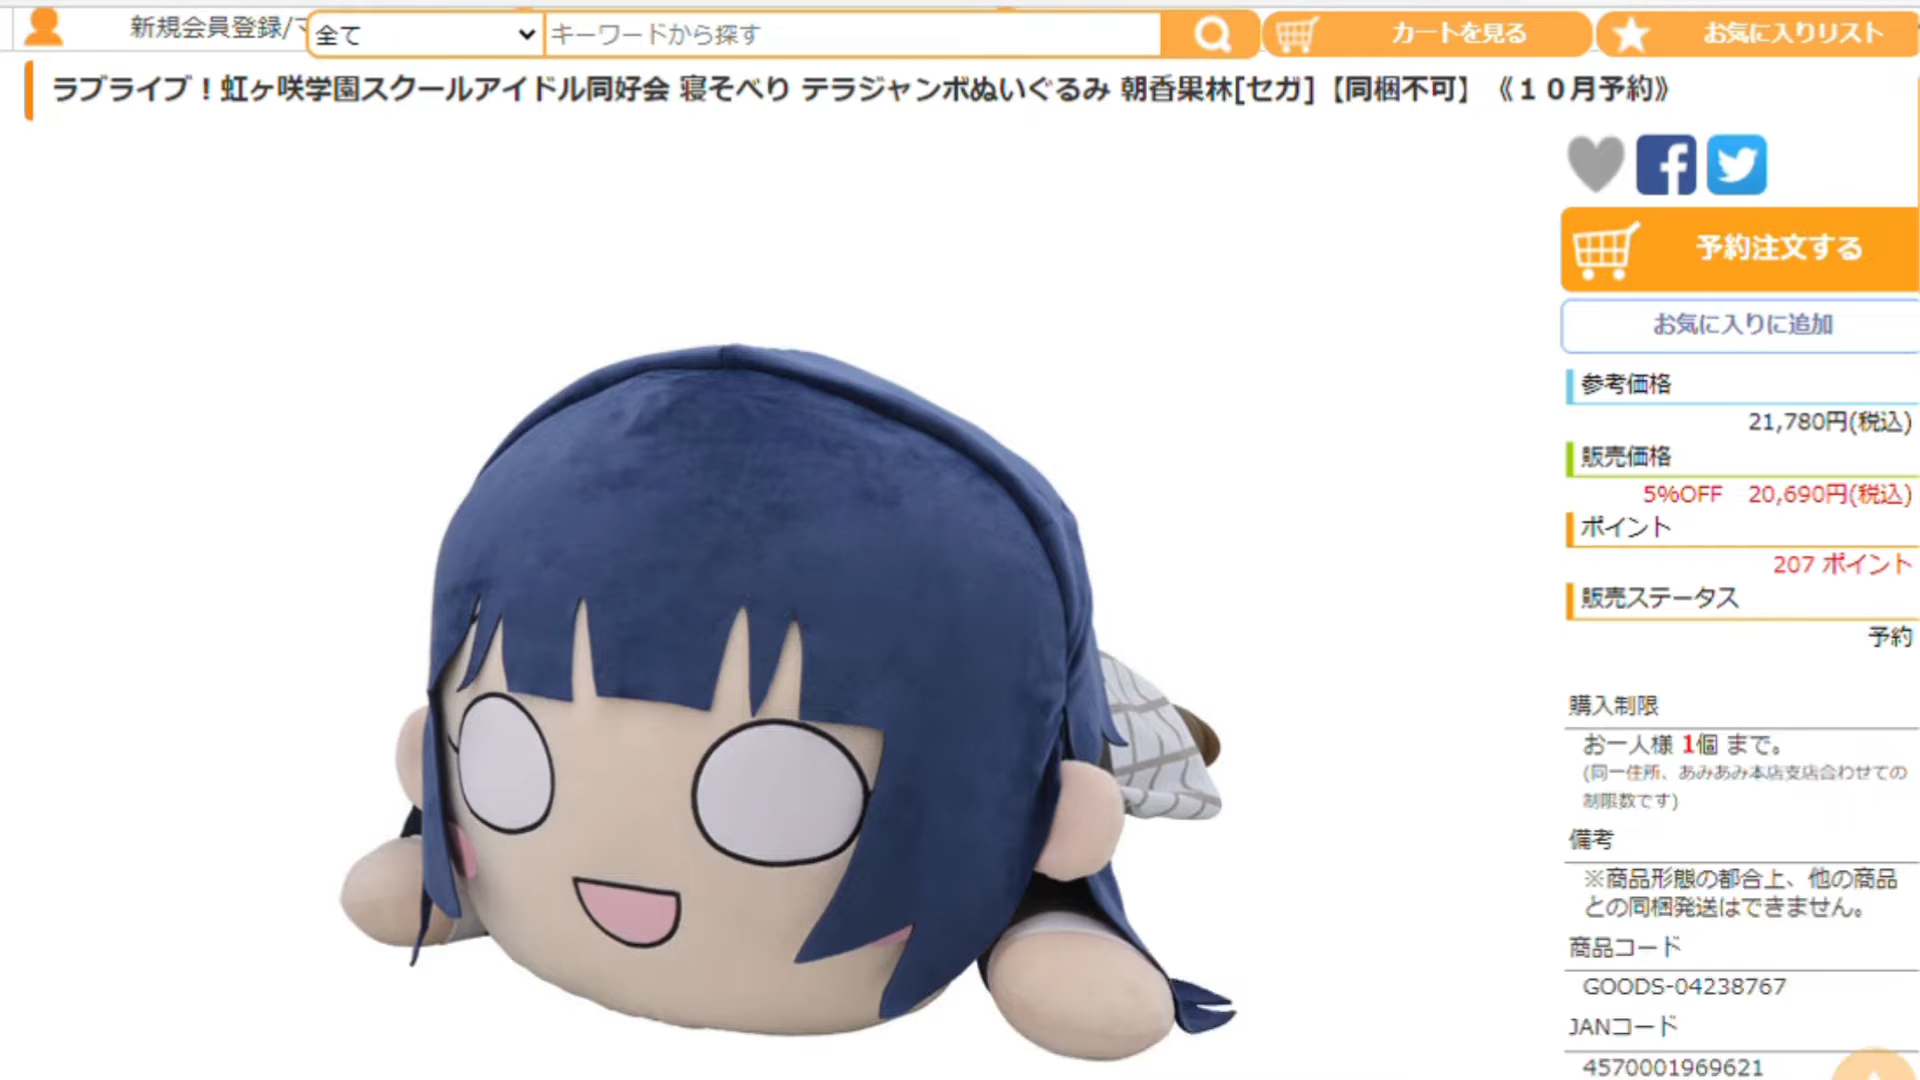 新規会員登録/
全て
キーワードから探す
カートを見る
お気に入りリスト
ラブライブ！虹ヶ咲学園スクールアイドル同好会 寝そべり テラジャンボぬいぐるみ 朝香果林[セガ]【同梱不可】《１０月予約》
予約注文する
お気に入りに追加
参考価格
21,780円(税込)
販売価格
5%OFF 20,690円(税込)
ポイント
207 ポイント
販売ステータス
予約
購入制限
お一人様 1個 まで。
(同一住所、あみあみ本店支店合わせての
制限数です)
備考
※商品形態の都合上、他の商品
との同梱発送はできません。
商品コード
GOODS-04238767
JANコード
4570001969621